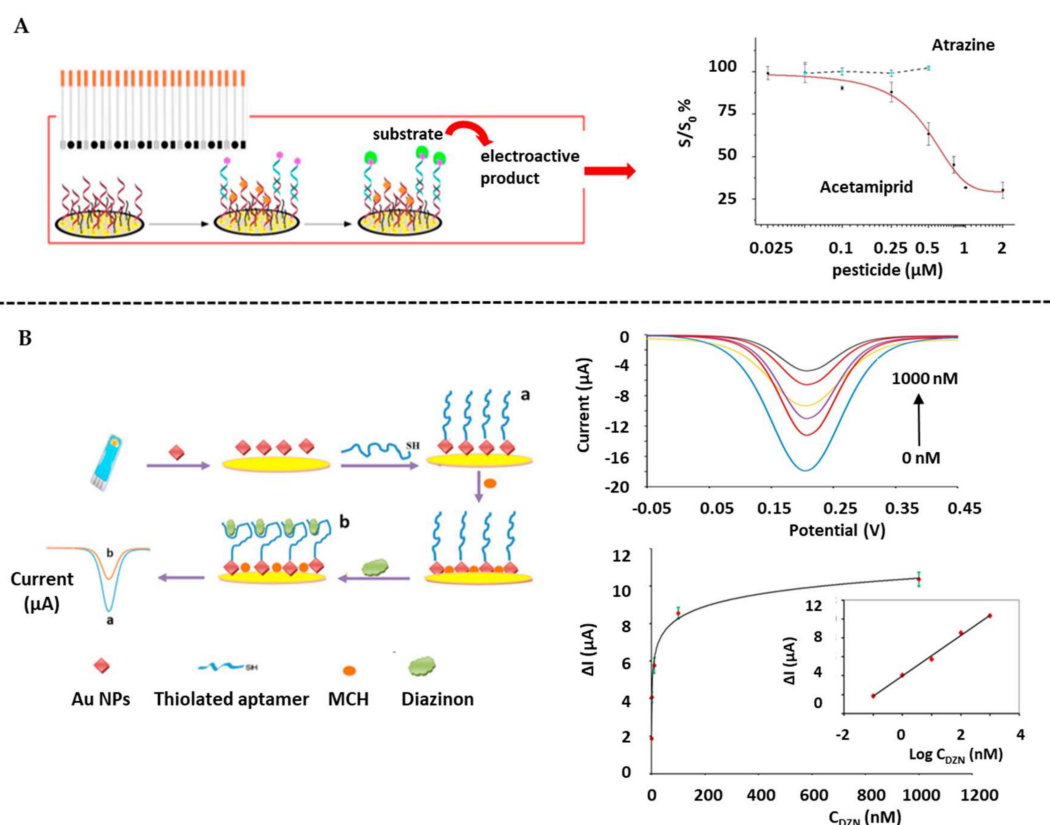 A
substrate
electroactive
product
Atrazine
100
75
50
25
S/S0 %
Acetamiprid
0.025 0.1 0.25 0.5 1 2
pesticide (µM)
B
a
SH
b
b
a
Current
(µA)
SH
Au NPs Thiolated aptamer MCH Diazinon
0
-4
-8
-12
-16
-20
Current (µA)
1000 nM
0 nM
-0.05 0.05 0.15 0.25 0.35 0.45
Potential (V)
12
10
8
6
4
2
0
ΔI (µA)
0 200 400 600 800 1000 1200
CDZN (nM)
12
8
4
0
ΔI (µA)
-2 0 2 4
Log CDZN (nM)